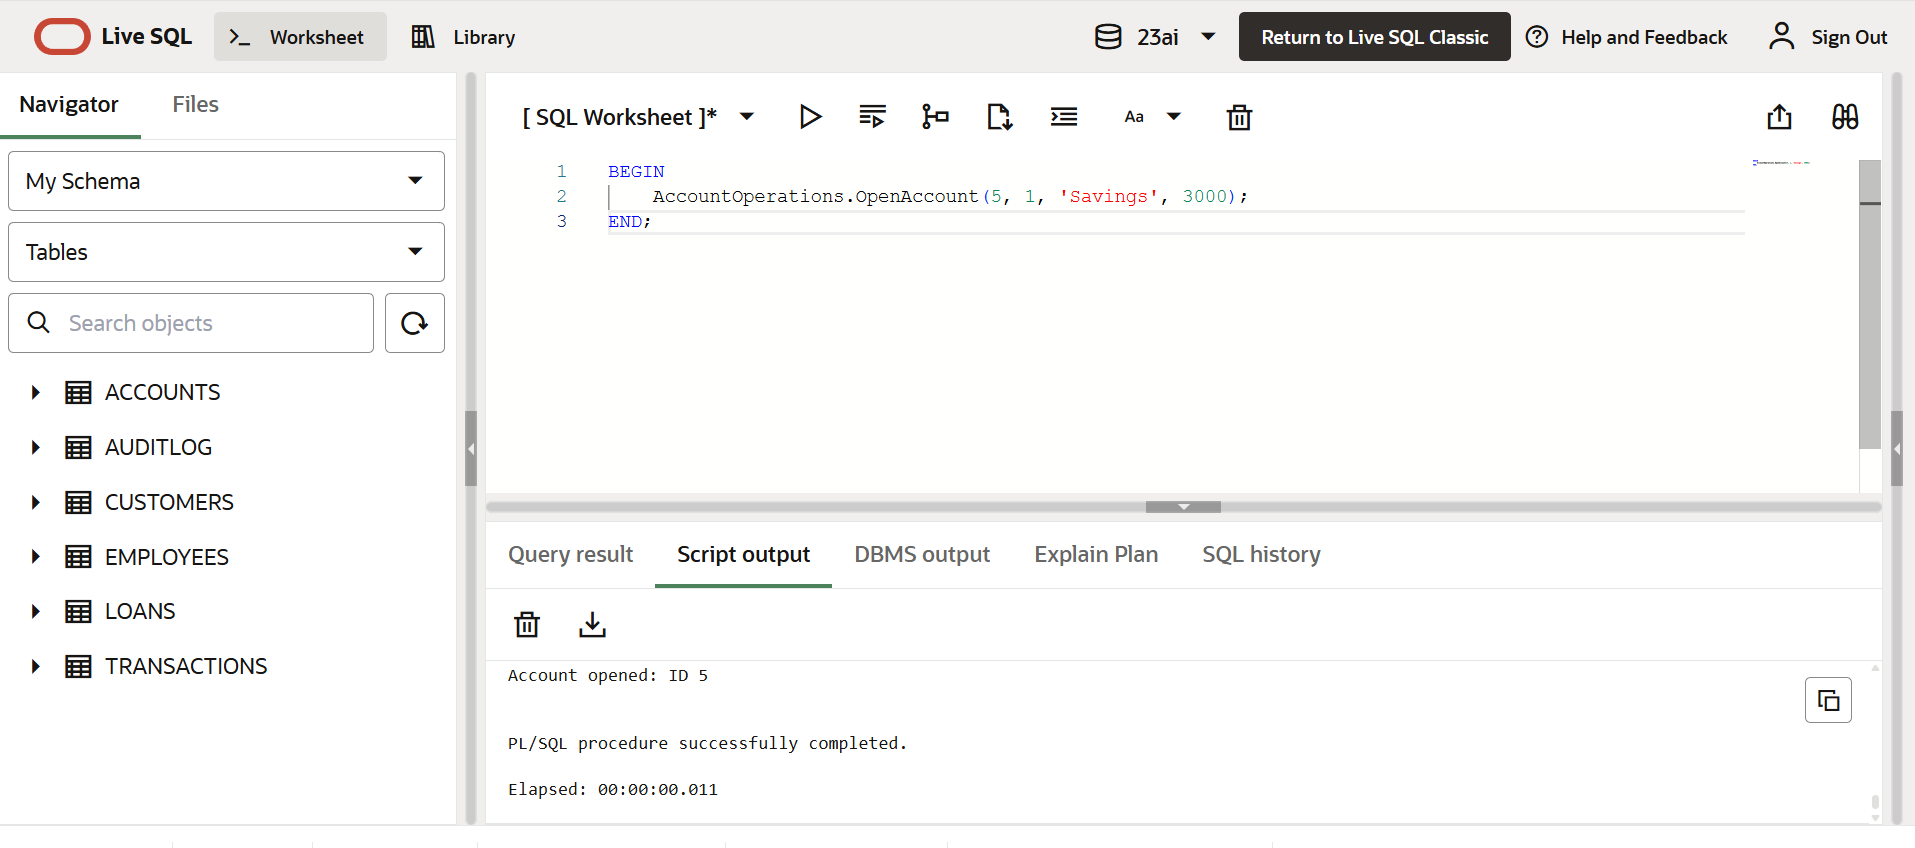 Live SQL
Worksheet
Library
23ai
Return to Live SQL Classic
Help and Feedback
Sign Out
Navigator
Files
My Schema
Tables
Search objects
ACCOUNTS
AUDITLOG
CUSTOMERS
EMPLOYEES
LOANS
TRANSACTIONS
[ SQL Worksheet ]*
Aa
1 BEGIN
2 AccountOperations.OpenAccount(5, 1, 'Savings', 3000);
3 END;
Query result
Script output
DBMS output
Explain Plan
SQL history
Account opened: ID 5
PL/SQL procedure successfully completed.
Elapsed: 00:00:00.011